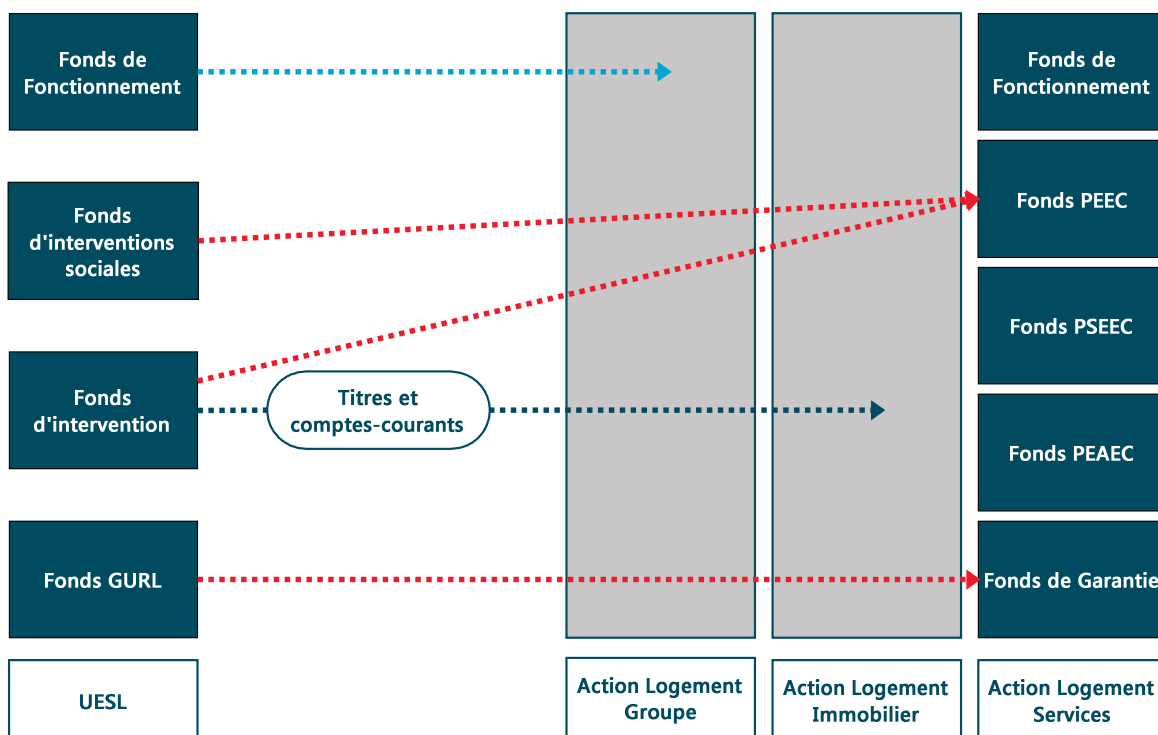 Fonds de
Fonctionnement
Fonds
d'interventions
sociales
Fonds
d'intervention
Fonds GURL
UESL
Titres et
comptes-courants
Action Logement
Groupe
Action Logement
Immobilier
Fonds de
Fonctionnement
Fonds PEEC
Fonds PSEEC
Fonds PEAEC
Fonds de Garantie
Action Logement
Services